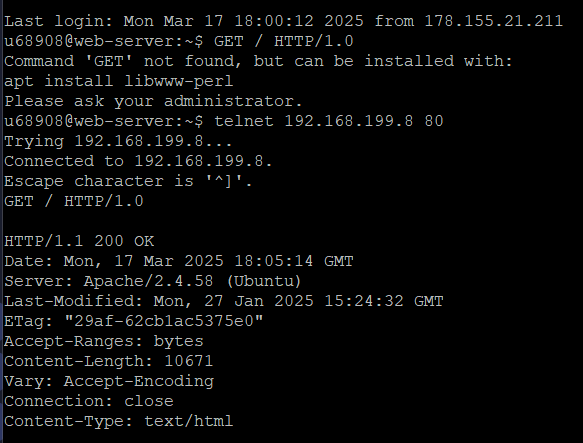 Last login: Mon Mar 17 18:00:12 2025 from 178.155.21.211
u68908@web-server:~$ GET / HTTP/1.0
Command 'GET' not found, but can be installed with:
apt install libwww-perl
Please ask your administrator.
u68908@web-server:~$ telnet 192.168.199.8 80
Trying 192.168.199.8...
Connected to 192.168.199.8.
Escape character is '^]'.
GET / HTTP/1.0

HTTP/1.1 200 OK
Date: Mon, 17 Mar 2025 18:05:14 GMT
Server: Apache/2.4.58 (Ubuntu)
Last-Modified: Mon, 27 Jan 2025 15:24:32 GMT
ETag: "29af-62cb1ac5375e0"
Accept-Ranges: bytes
Content-Length: 10671
Vary: Accept-Encoding
Connection: close
Content-Type: text/html